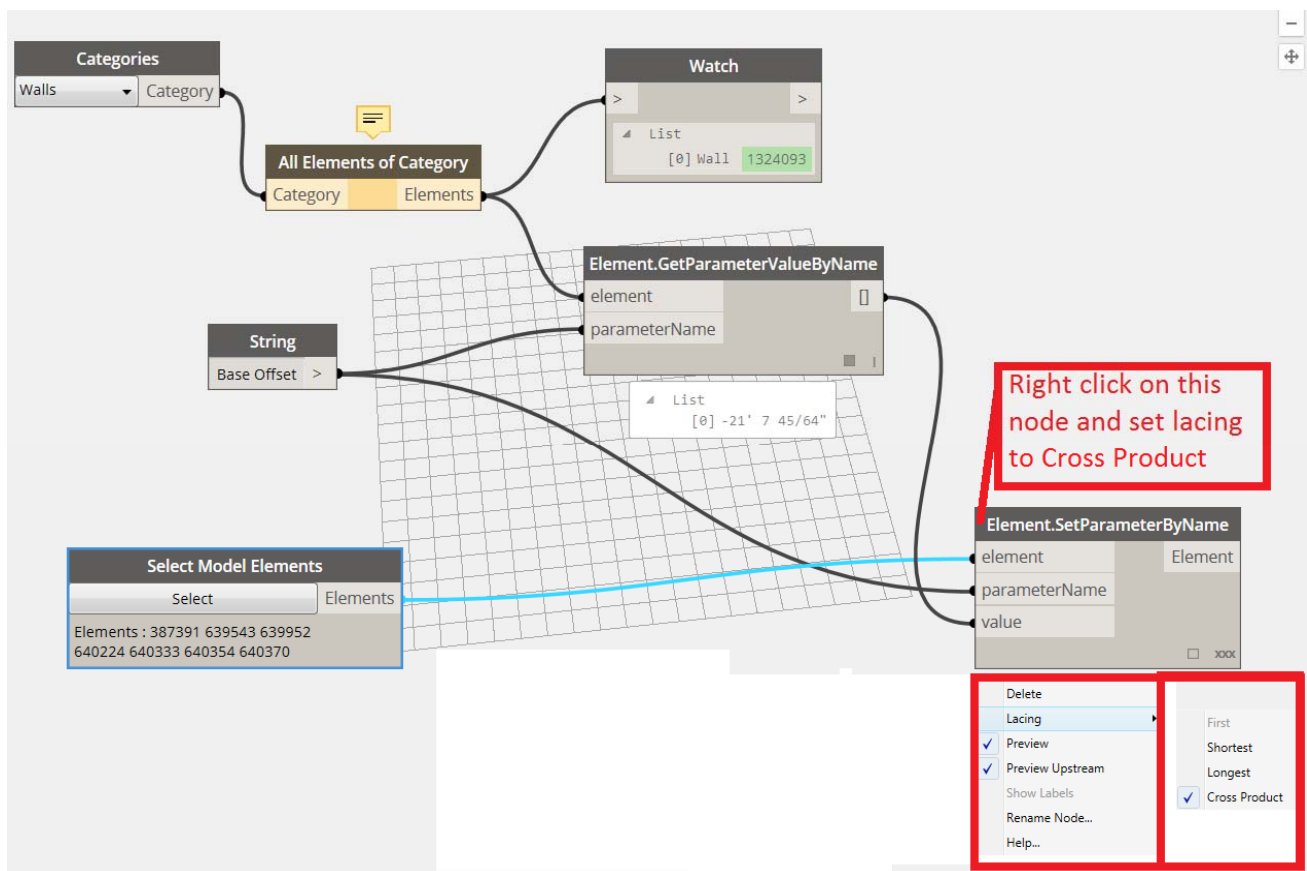 Categories
Walls Category
Watch
> >
List
[0] Wall 1324093
All Elements of Category
Category Elements
Element.GetParameterValueByName
element []
parameterName
|
List
[0] -21' 7 45/64"
String
Base Offset >
Right click on this
node and set lacing
to Cross Product
Element.SetParameterByName
element Element
parameterName
value
xxx
Select Model Elements
Select Elements
Elements : 387391 639543 639952
640224 640333 640354 640370
Delete
Lacing
Preview
Preview Upstream
Show Labels
Rename Node...
Help...
First
Shortest
Longest
Cross Product